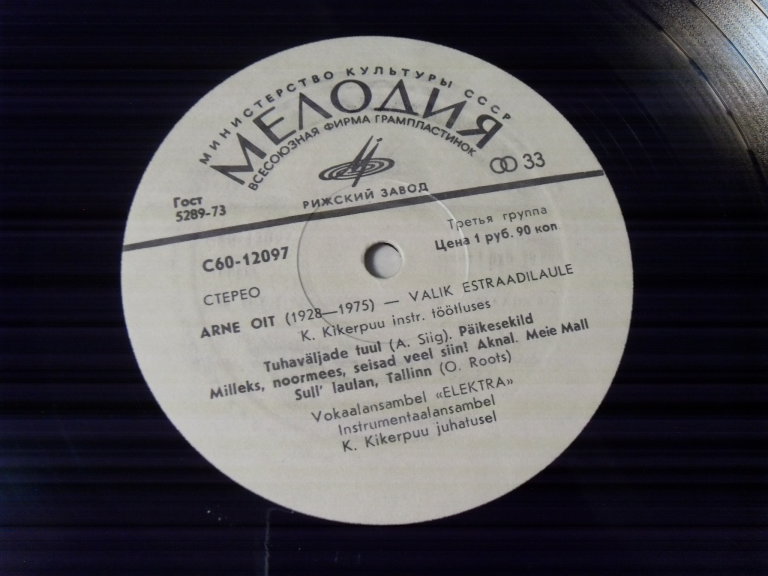 МИНИСТЕРСТВО КУЛЬТУРЫ СССР
МЕЛОДИЯ
ВСЕСОЮЗНАЯ ФИРМА ГРАМПЛАСТИНОК
33
РИЖСКИЙ ЗАВОД
Гост
5289-73
Третья группа
Цена 1 руб. 90 коп
С60-12097
СТЕРЕО
ARNE OIT (1928—1975) — VALIK ESTRAADILAULE
K. Kikerpuu instr. töötluses
Tuhaväljade tuul (A. Siig). Päikesekild
Milleks, noormees, seisad veel siin! Aknal. Meie Mall
Sull' laulan, Tallinn (O. Roots)
Vokaalansambel «ELEKTRA»
Instrumentaalansambel
K. Kikerpuu juhatusel